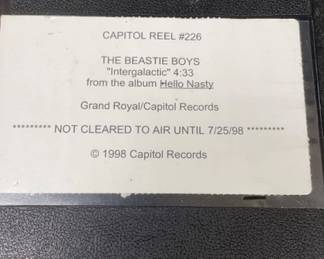 CAPITOL REEL #226
THE BEASTIE BOYS
"Intergalactic" 4:33
from the album Hello Nasty
Grand Royal/Capitol Records
********* NOT CLEARED TO AIR UNTIL 7/25/98 *********
© 1998 Capitol Records